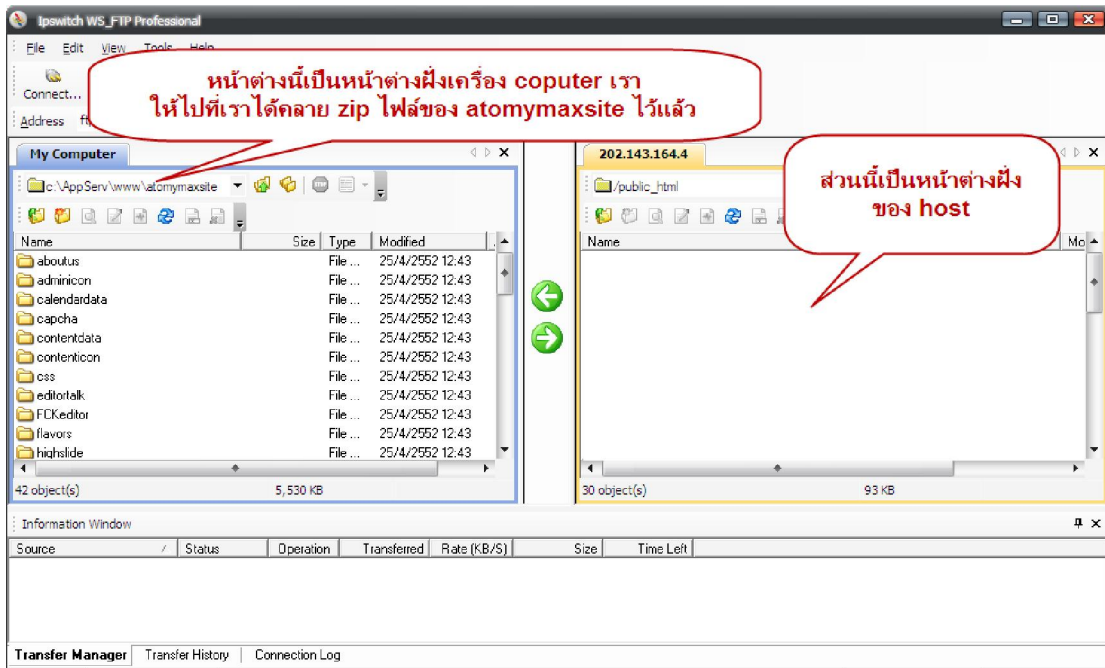 Ipswitch WS_FTP Professional
File Edit View Tools Help
Connect...
Address
หน้าต่างนี้เป็นหน้าต่างฝั่งเครื่อง coputer เรา
ให้ไปที่เราได้คลาย zip ไฟล์ของ atomymaxsite ไว้แล้ว
My Computer
c:\AppServ\www\atomymaxsite
Name Size Type Modified
aboutus File ... 25/4/2552 12:43
adminicon File ... 25/4/2552 12:43
calendardata File ... 25/4/2552 12:43
capcha File ... 25/4/2552 12:43
contentdata File ... 25/4/2552 12:43
contenticon File ... 25/4/2552 12:43
css File ... 25/4/2552 12:43
editortalk File ... 25/4/2552 12:43
FCKeditor File ... 25/4/2552 12:43
flavors File ... 25/4/2552 12:43
highslide File ... 25/4/2552 12:43
42 object(s) 5,530 KB
202.143.164.4
/public_html
ส่วนนี้เป็นหน้าต่างฝั่ง
ของ host
Name Mo
30 object(s) 93 KB
Information Window
Source Status Operation Transferred Rate (KB/S) Size Time Left
Transfer Manager Transfer History Connection Log